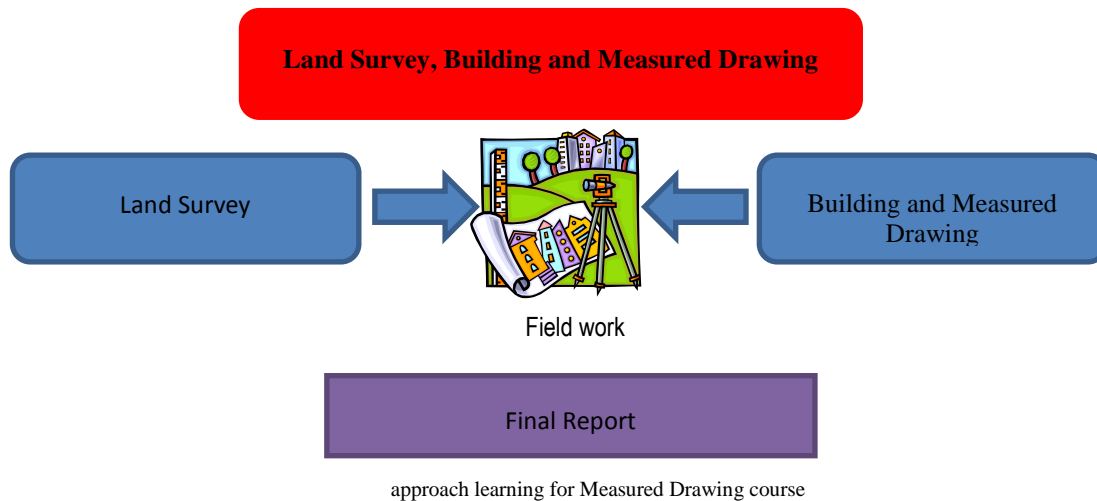 Land Survey, Building and Measured Drawing
Land Survey
Building and Measured
Drawing
Field work
Final Report
approach learning for Measured Drawing course